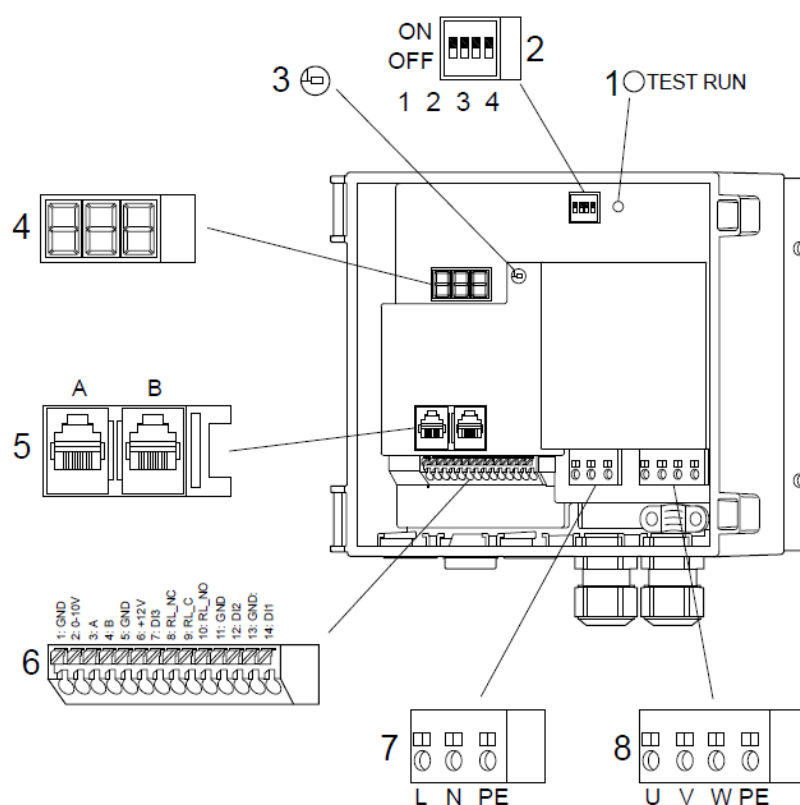 ON
OFF
1 2 3 4
2
3
1 TEST RUN
4
A B
5
1: GND
2: 0-10V
3: A
4: B
5: GND
6: +12V
7: DI3
8: RL_NC
9: RL_C
10: RL_NO
11: GND
12: DI2
13: GND:
14: DI1
6
7
L N PE
8
U V W PE